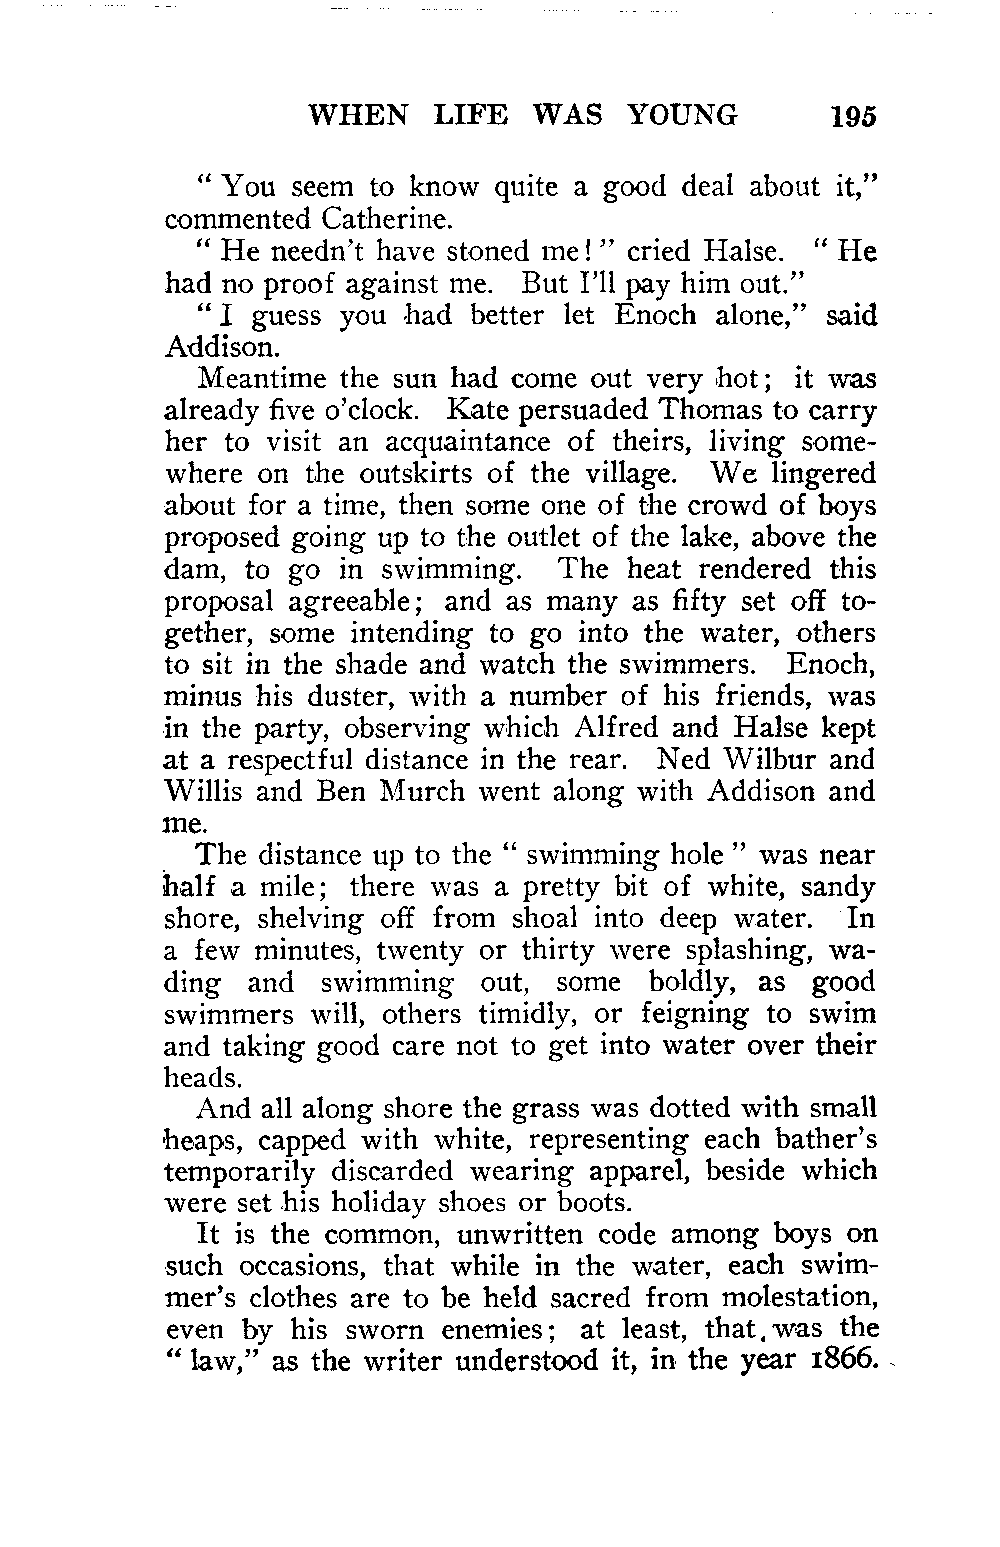 WHEN LIFE WAS YOUNG 195
“ You seem to know quite a good deal about it,”
commented Catherine.
“ He needn’t have stoned me! ” cried Halse. “ He
had no proof against me. But I’ll pay him out.”
“ I guess you had better let Enoch alone,” said
Addison.
Meantime the sun had come out very hot; it was
already five o’clock. Kate persuaded Thomas to carry
her to visit an acquaintance of theirs, living some-
where on the outskirts of the village. We lingered
about for a time, then some one of the crowd of boys
proposed going up to the outlet of the lake, above the
dam, to go in swimming. The heat rendered this
proposal agreeable; and as many as fifty set off to-
gether, some intending to go into the water, others
to sit in the shade and watch the swimmers. Enoch,
minus his duster, with a number of his friends, was
in the party, observing which Alfred and Halse kept
at a respectful distance in the rear. Ned Wilbur and
Willis and Ben Murch went along with Addison and
me.
The distance up to the “ swimming hole ” was near
half a mile; there was a pretty bit of white, sandy
shore, shelving off from shoal into deep water. In
a few minutes, twenty or thirty were splashing, wa-
ding and swimming out, some boldly, as good
swimmers will, others timidly, or feigning to swim
and taking good care not to get into water over their
heads.
And all along shore the grass was dotted with small
heaps, capped with white, representing each bather’s
temporarily discarded wearing apparel, beside which
were set his holiday shoes or boots.
It is the common, unwritten code among boys on
such occasions, that while in the water, each swim-
mer’s clothes are to be held sacred from molestation,
even by his sworn enemies; at least, that was the
“ law,” as the writer understood it, in the year 1866.